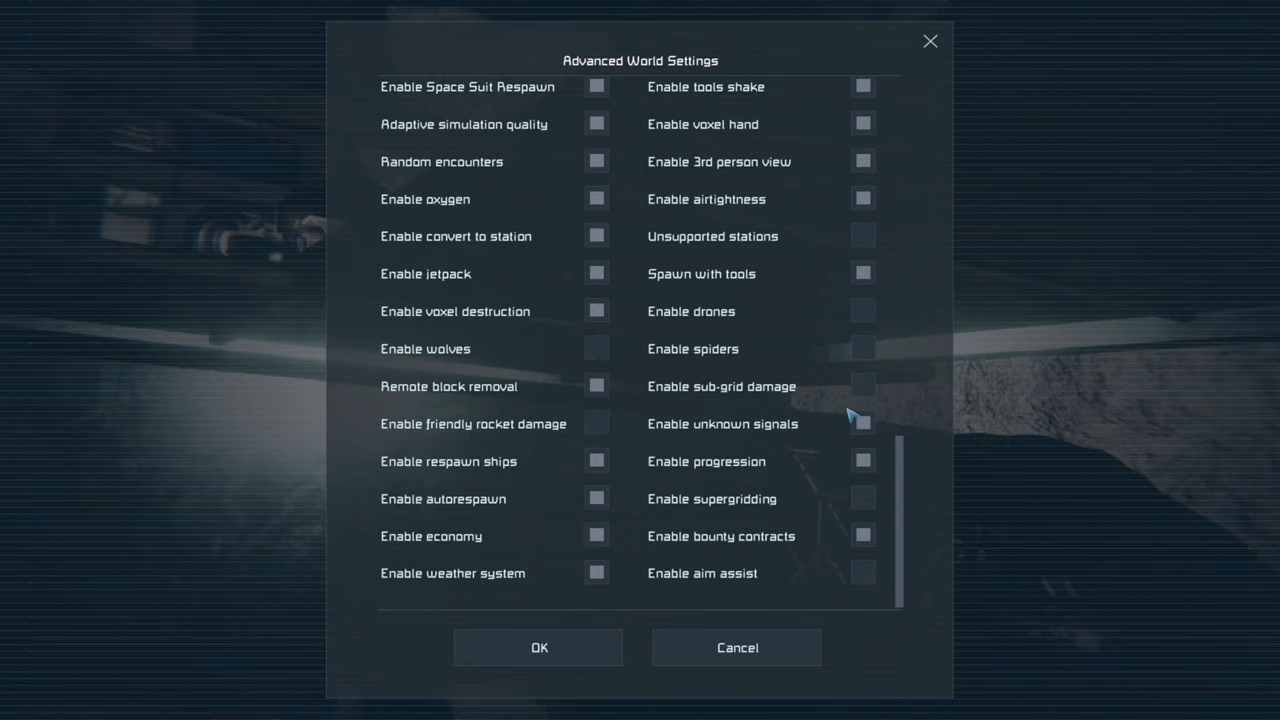 Advanced World Settings
Enable Space Suit Respawn Enable tools shake
Adaptive simulation quality Enable voxel hand
Random encounters Enable 3rd person view
Enable oxygen Enable airtightness
Enable convert to station Unsupported stations
Enable jetpack Spawn with tools
Enable voxel destruction Enable drones
Enable wolves Enable spiders
Remote block removal Enable sub-grid damage
Enable friendly rocket damage Enable unknown signals
Enable respawn ships Enable progression
Enable autorespawn Enable supergridding
Enable economy Enable bounty contracts
Enable weather system Enable aim assist
OK Cancel